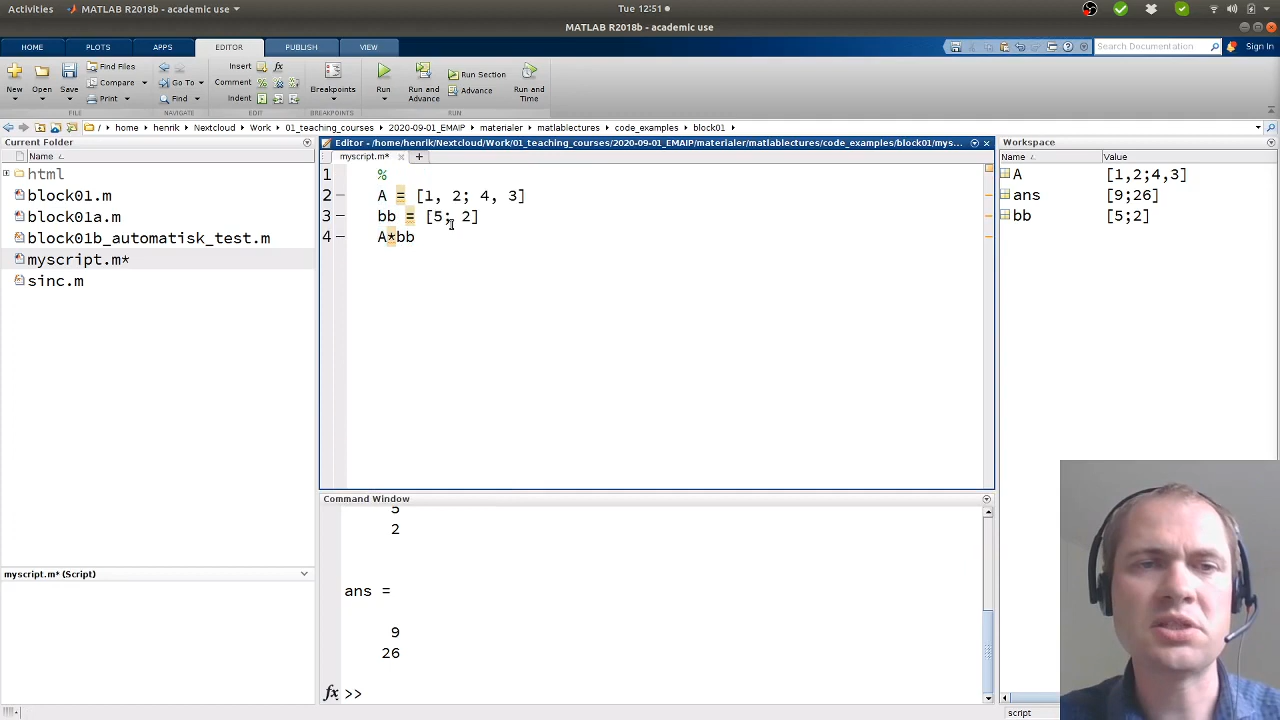 Activities MATLAB R2018b - academic use Tue 12:51
MATLAB R2018b - academic use
HOME PLOTS APPS EDITOR PUBLISH VIEW Search Documentation Sign In
New Open Save Find Files Compare Print Go To Find Insert Comment Indent Breakpoints Run Run and Advance Run Section Advance Run and Time
FILE NAVIGATE EDIT BREAKPOINTS RUN
/ home henrik Nextcloud Work 01_teaching_courses 2020-09-01_EMAIP materialer matlablectures code_examples block01
Current Folder
Name
html
block01.m
block01a.m
block01b_automatisk_test.m
myscript.m*
sinc.m
myscript.m* (Script)
Editor - /home/henrik/Nextcloud/Work/01_teaching_courses/2020-09-01_EMAIP/materialer/matlablectures/code_examples/block01/mys...
myscript.m* × +
1 %
2 A = [1, 2; 4, 3]
3 bb = [5; 2]
4 A*bb
Command Window
5
2
ans =
9
26
fx >>
Workspace
Name Value
A [1,2;4,3]
ans [9;26]
bb [5;2]
script